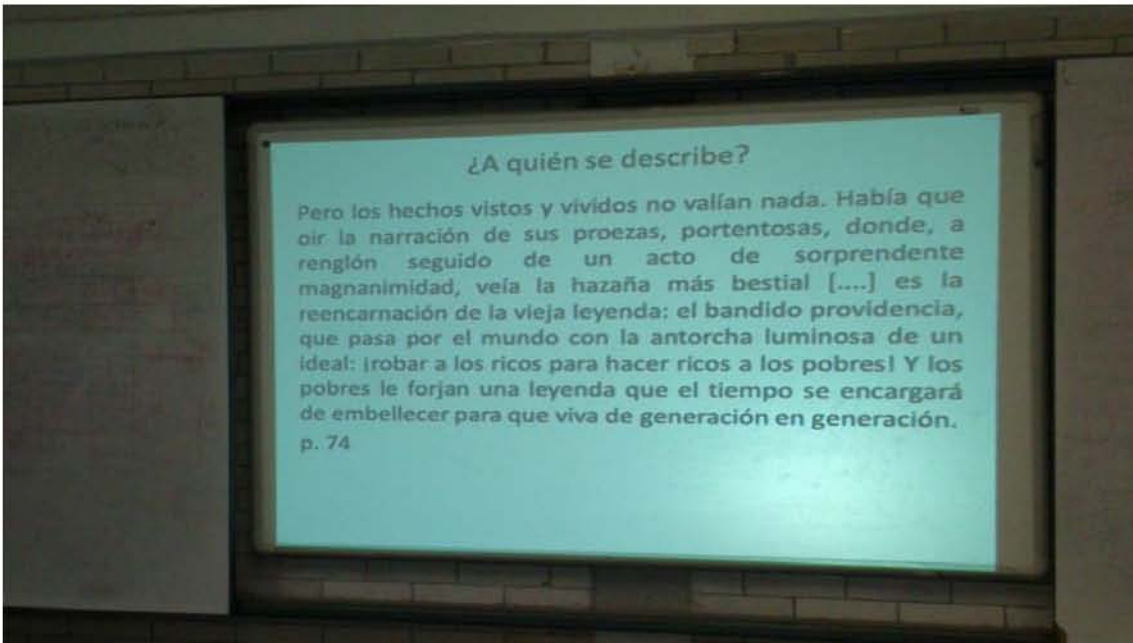 ¿A quién se describe?
Pero los hechos vistos y vividos no valían nada. Había que
oir la narración de sus proezas, portentosas, donde, a
renglón seguido de un acto de sorprendente
magnanimidad, veía la hazaña más bestial [....] es la
reencarnación de la vieja leyenda: el bandido providencia,
que pasa por el mundo con la antorcha luminosa de un
ideal: ¡robar a los ricos para hacer ricos a los pobres! Y los
pobres le forjan una leyenda que el tiempo se encargará
de embellecer para que viva de generación en generación.
p. 74